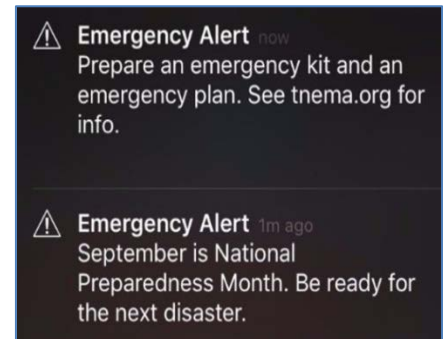 Emergency Alert now
Prepare an emergency kit and an
emergency plan. See tnema.org for
info.
Emergency Alert 1m ago
September is National
Preparedness Month. Be ready for
the next disaster.